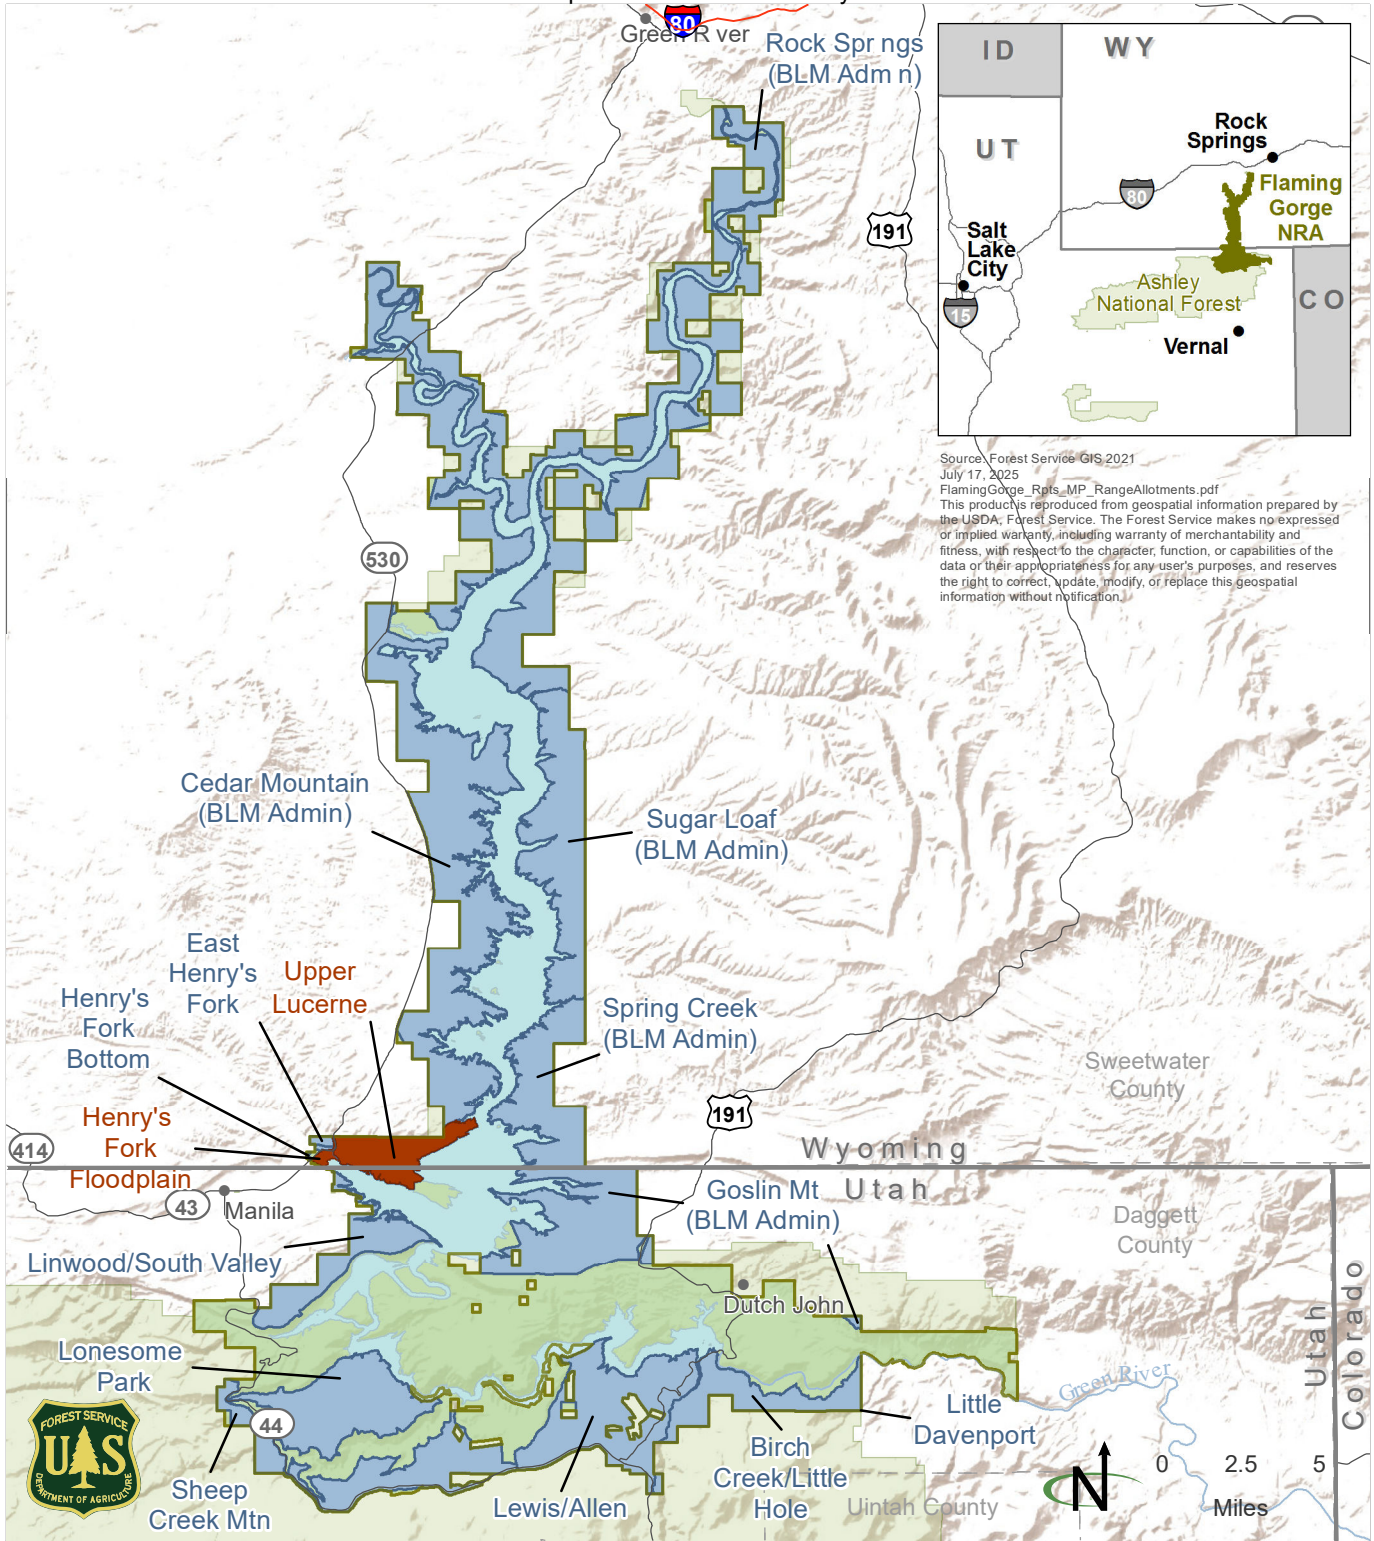 80
Green R ver
Rock Spr ngs
(BLM Adm n)
191
ID
WY
UT
Rock
Springs
80
Flaming
Gorge
NRA
Salt
Lake
City
15
Ashley
National Forest
CO
Vernal
Source: Forest Service GIS 2021
July 17, 2025
FlamingGorge_Rpts_MP_RangeAllotments.pdf
This product is reproduced from geospatial information prepared by
the USDA, Forest Service. The Forest Service makes no expressed
or implied warranty, including warranty of merchantability and
fitness, with respect to the character, function, or capabilities of the
data or their appropriateness for any user's purposes, and reserves
the right to correct, update, modify, or replace this geospatial
information without notification.
530
Cedar Mountain
(BLM Admin)
Sugar Loaf
(BLM Admin)
East
Henry's
Fork
Upper
Lucerne
Henry's
Fork
Bottom
Spring Creek
(BLM Admin)
Sweetwater
County
191
Henry's
Fork
Floodplain
414
Wyoming
Utah
43
Manila
Goslin Mt
(BLM Admin)
Daggett
County
Linwood/South Valley
Dutch John
Utah
Colorado
Lonesome
Park
Green River
44
Little
Davenport
Birch
Creek/Little
Hole
FOREST SERVICE
U S
DEPARTMENT OF AGRICULTURE
Sheep
Creek Mtn
Lewis/Allen
Uintah County
N
0 2.5 5
Miles